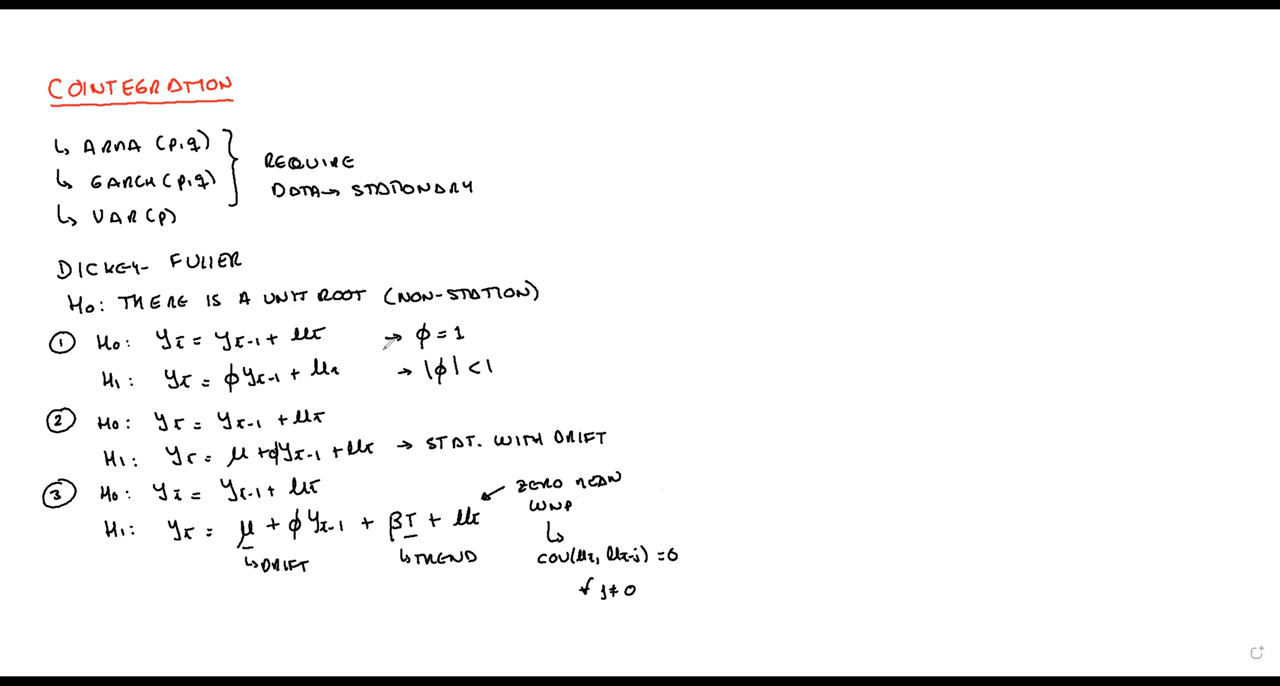 COINTEGRATION
↳ ARMA (p,q)
↳ GARCH (p,q)
↳ VAR (p)
REQUIRE
DATA → STATIONARY
DICKEY - FULLER
H₀: THERE IS A UNIT ROOT (NON-STATION)
① H₀: yₜ = yₜ₋₁ + uₜ → ϕ = 1
H₁: yₜ = ϕyₜ₋₁ + uₜ → |ϕ| < 1
② H₀: yₜ = yₜ₋₁ + uₜ
H₁: yₜ = μ + ϕyₜ₋₁ + uₜ → STAT. WITH DRIFT
③ H₀: yₜ = yₜ₋₁ + uₜ
H₁: yₜ = μ + ϕyₜ₋₁ + βT + uₜ
↳ DRIFT
↳ TREND
ZERO MEAN
WNP
↳
COV(uₜ, uₜ₋ⱼ) = 0
∀ j ≠ 0